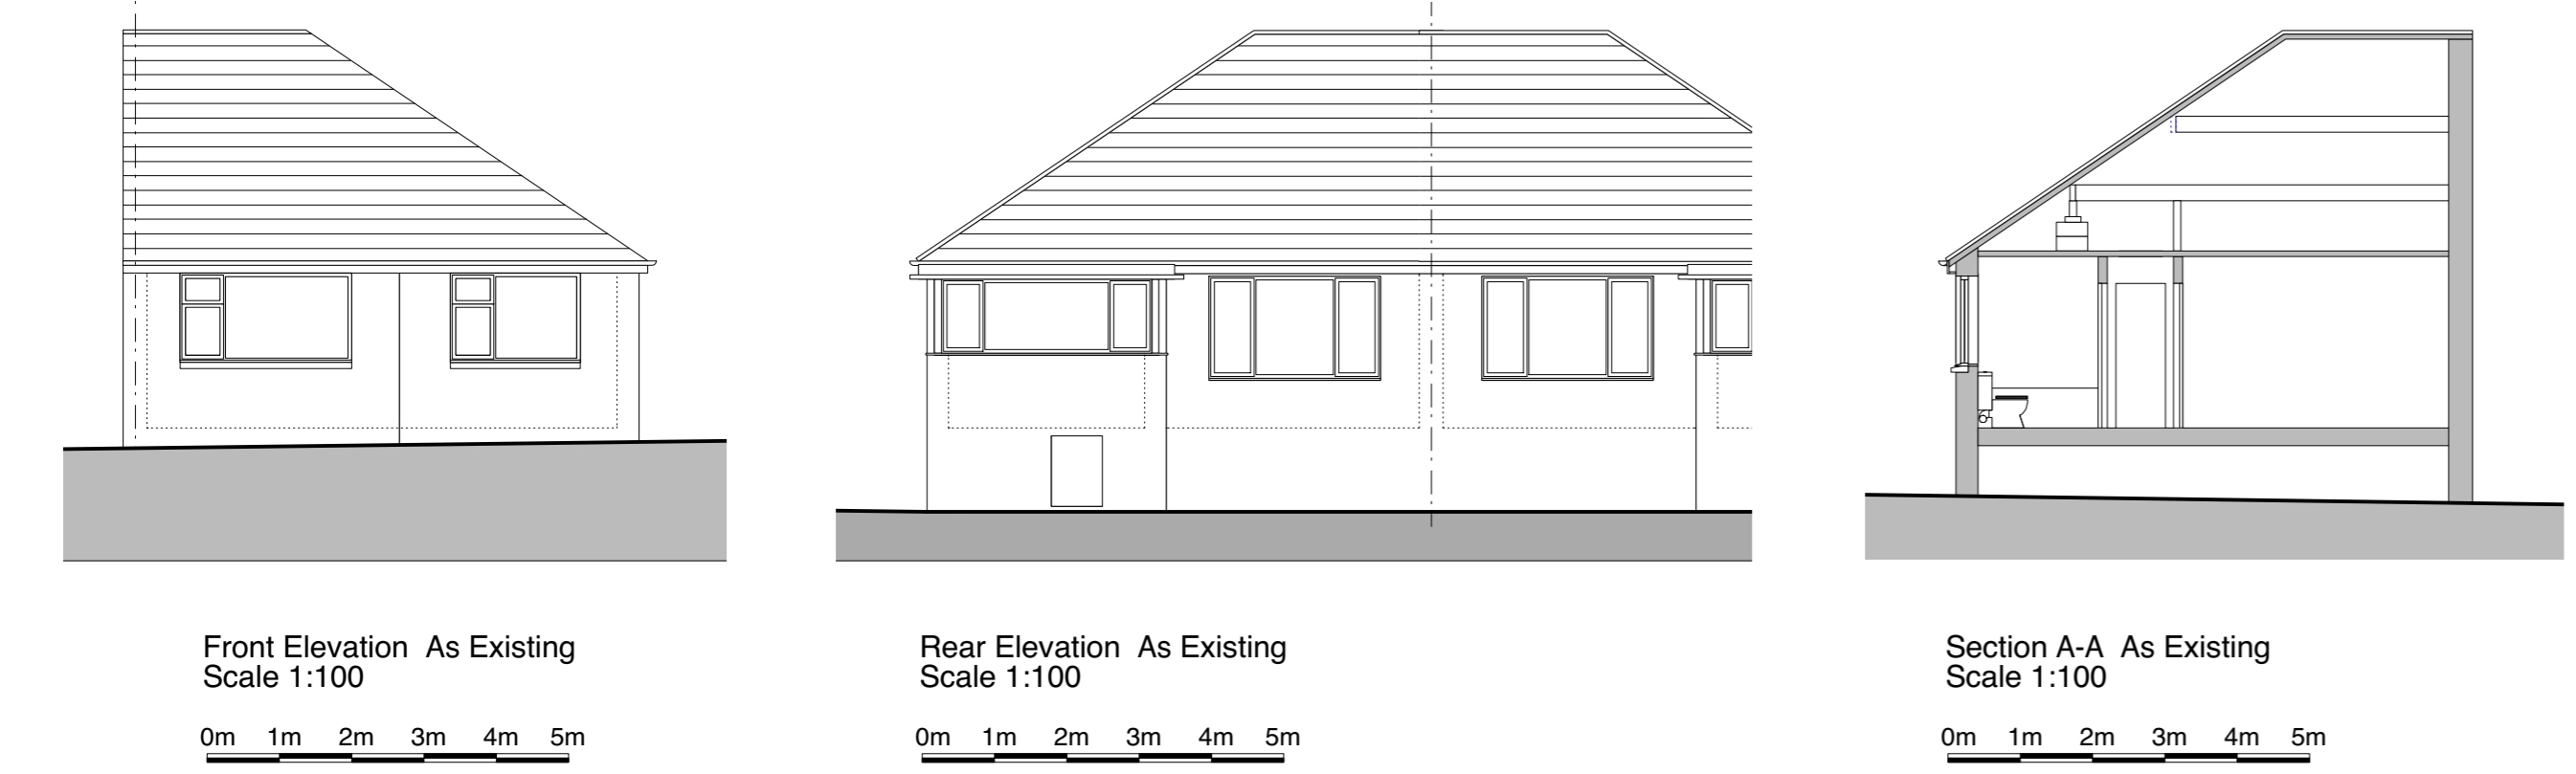 Front Elevation  As Existing
Scale 1:100
0m 1m 2m 3m 4m 5m
Rear Elevation  As Existing
Scale 1:100
0m 1m 2m 3m 4m 5m
Section A-A  As Existing
Scale 1:100
0m 1m 2m 3m 4m 5m